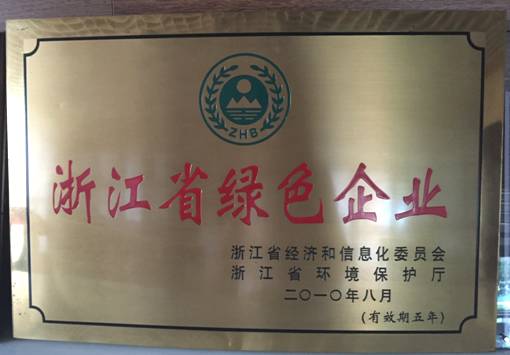 ZHB
浙江省绿色企业
浙江省经济和信息化委员会
浙江省环境保护厅
二〇一〇年八月
(有效期五年)